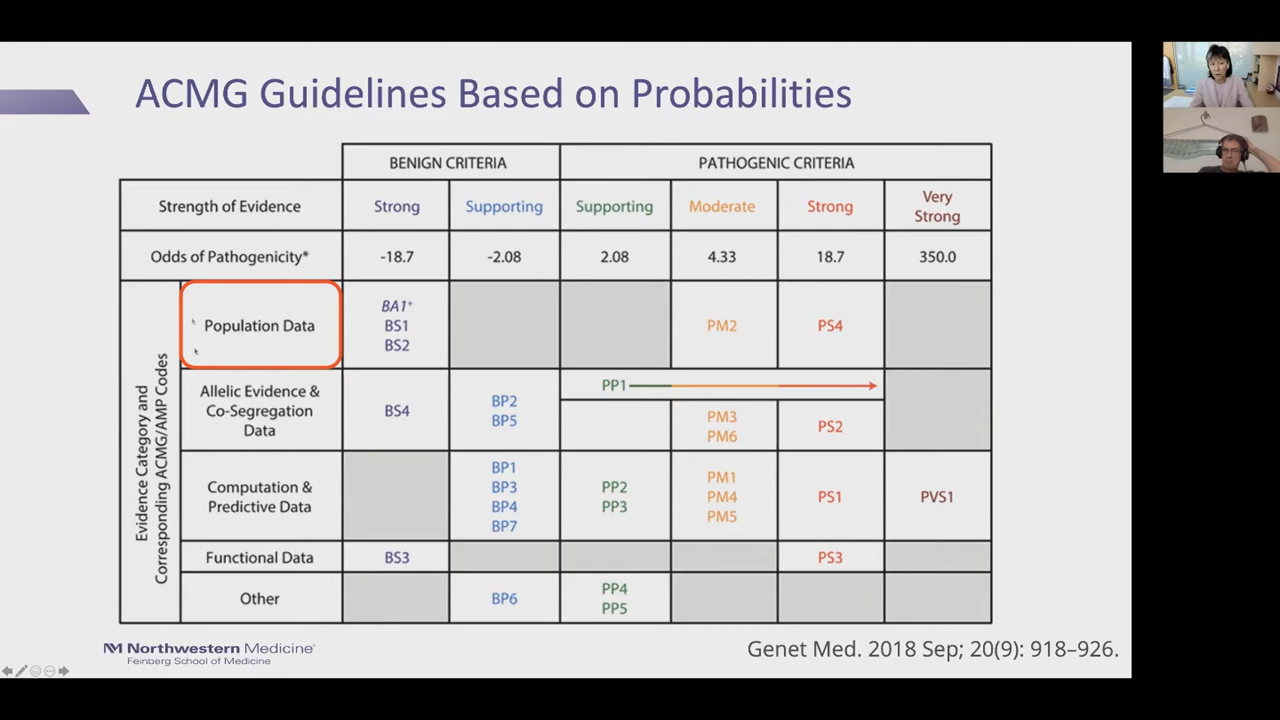 ACMG Guidelines Based on Probabilities
BENIGN CRITERIA
PATHOGENIC CRITERIA
Strength of Evidence
Strong
Supporting
Supporting
Moderate
Strong
Very
Strong
Odds of Pathogenicity*
-18.7
-2.08
2.08
4.33
18.7
350.0
Evidence Category and
Corresponding ACMG/AMP Codes
Population Data
BA1+
BS1
BS2
PM2
PS4
Allelic Evidence &
Co-Segregation
Data
BS4
BP2
BP5
PP1
PM3
PM6
PS2
Computation &
Predictive Data
BP1
BP3
BP4
BP7
PP2
PP3
PM1
PM4
PM5
PS1
PVS1
Functional Data
BS3
PS3
Other
BP6
PP4
PP5
M Northwestern Medicine®
Feinberg School of Medicine
Genet Med. 2018 Sep; 20(9): 918–926.